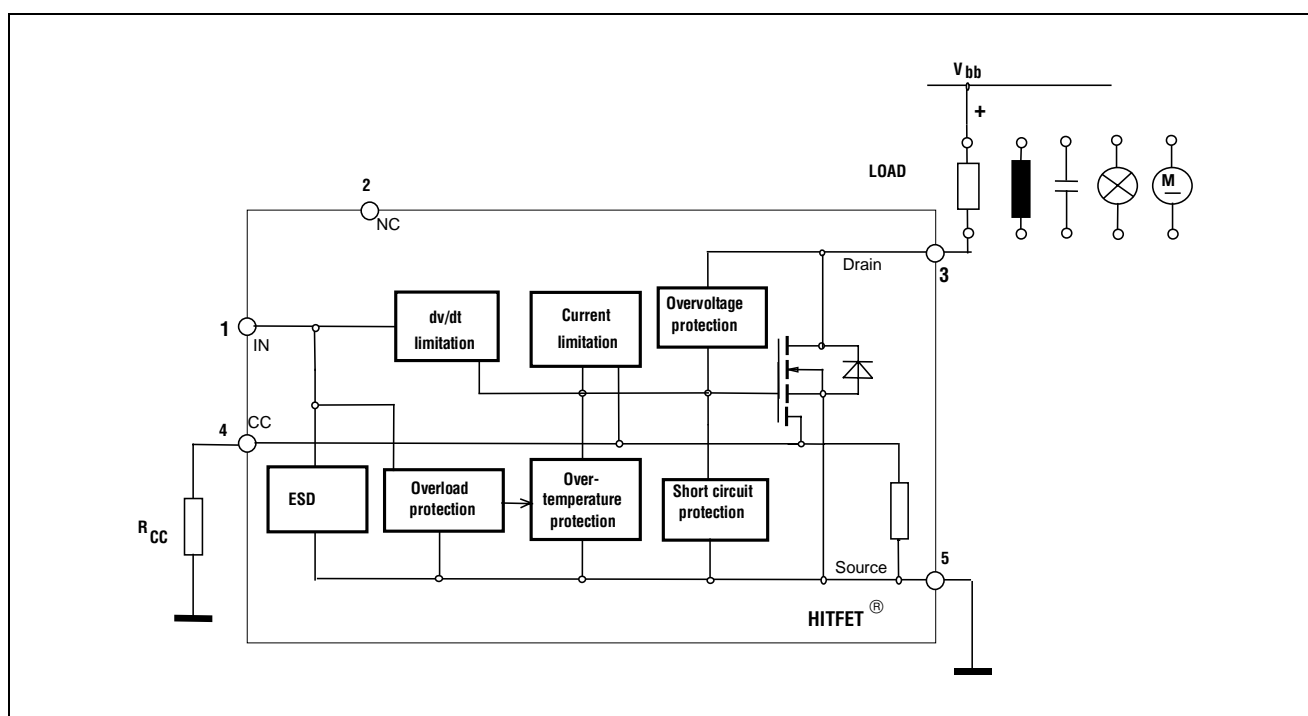 V bb
+
LOAD
M
2
NC
Drain
3
1
IN
dv/dt
limitation
Current
limitation
Overvoltage
protection
CC
4
ESD
Overload
protection
Over-
temperature
protection
Short circuit
protection
R CC
Source
5
HITFET ®